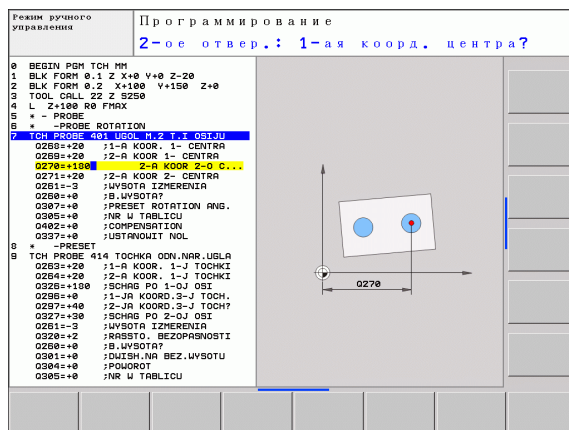 Режим ручного
управления
Программирование
2-ое отвер.: 1-ая коорд. центра?
0 BEGIN PGM TCH MM
1 BLK FORM 0.1 Z X+0 Y+0 Z-20
2 BLK FORM 0.2 X+100 Y+150 Z+0
3 TOOL CALL 22 Z S250
4 L Z+100 R0 FMAX
5 * - PROBE
6 * -PROBE ROTATION
7 TCH PROBE 401 UGOL M.2 T.I OSIJU
Q268=+20 ;1-A KOOR. 1- CENTRA
Q269=+20 ;2-A KOOR 1- CENTRA
Q270=+180 2-A KOOR 2-O C...
Q271=+20 ;2-A KOOR 2- CENTRA
Q261=-3 ;WYSOTA IZMERENIA
Q260=+0 ;B.WYSOTA?
Q307=+0 ;PRESET ROTATION ANG.
Q305=+0 ;NR W TABLICU
Q402=+0 ;COMPENSATION
Q337=+0 ;USTANOWIT NOL
8 * -PRESET
9 TCH PROBE 414 TOCHKA ODN.NAR.UGLA
Q263=+20 ;1-A KOOR. 1-J TOCHKI
Q264=+20 ;2-A KOOR. 1-J TOCHKI
Q326=+180 ;SCHAG PO 1-OJ OSI
Q296=+0 ;1-JA KOORD.3-J TOCH.
Q297=+40 ;2-JA KOORD.3-J TOCH?
Q327=+30 ;SCHAG PO 2-OJ OSI
Q261=-3 ;WYSOTA IZMERENIA
Q320=+2 ;RASSTO. BEZOPASNOSTI
Q260=+0 ;B.WYSOTA?
Q301=+0 ;DWISH.NA BEZ.WYSOTU
Q304=+0 ;POWOROT
Q305=+0 ;NR W TABLICU
Q270